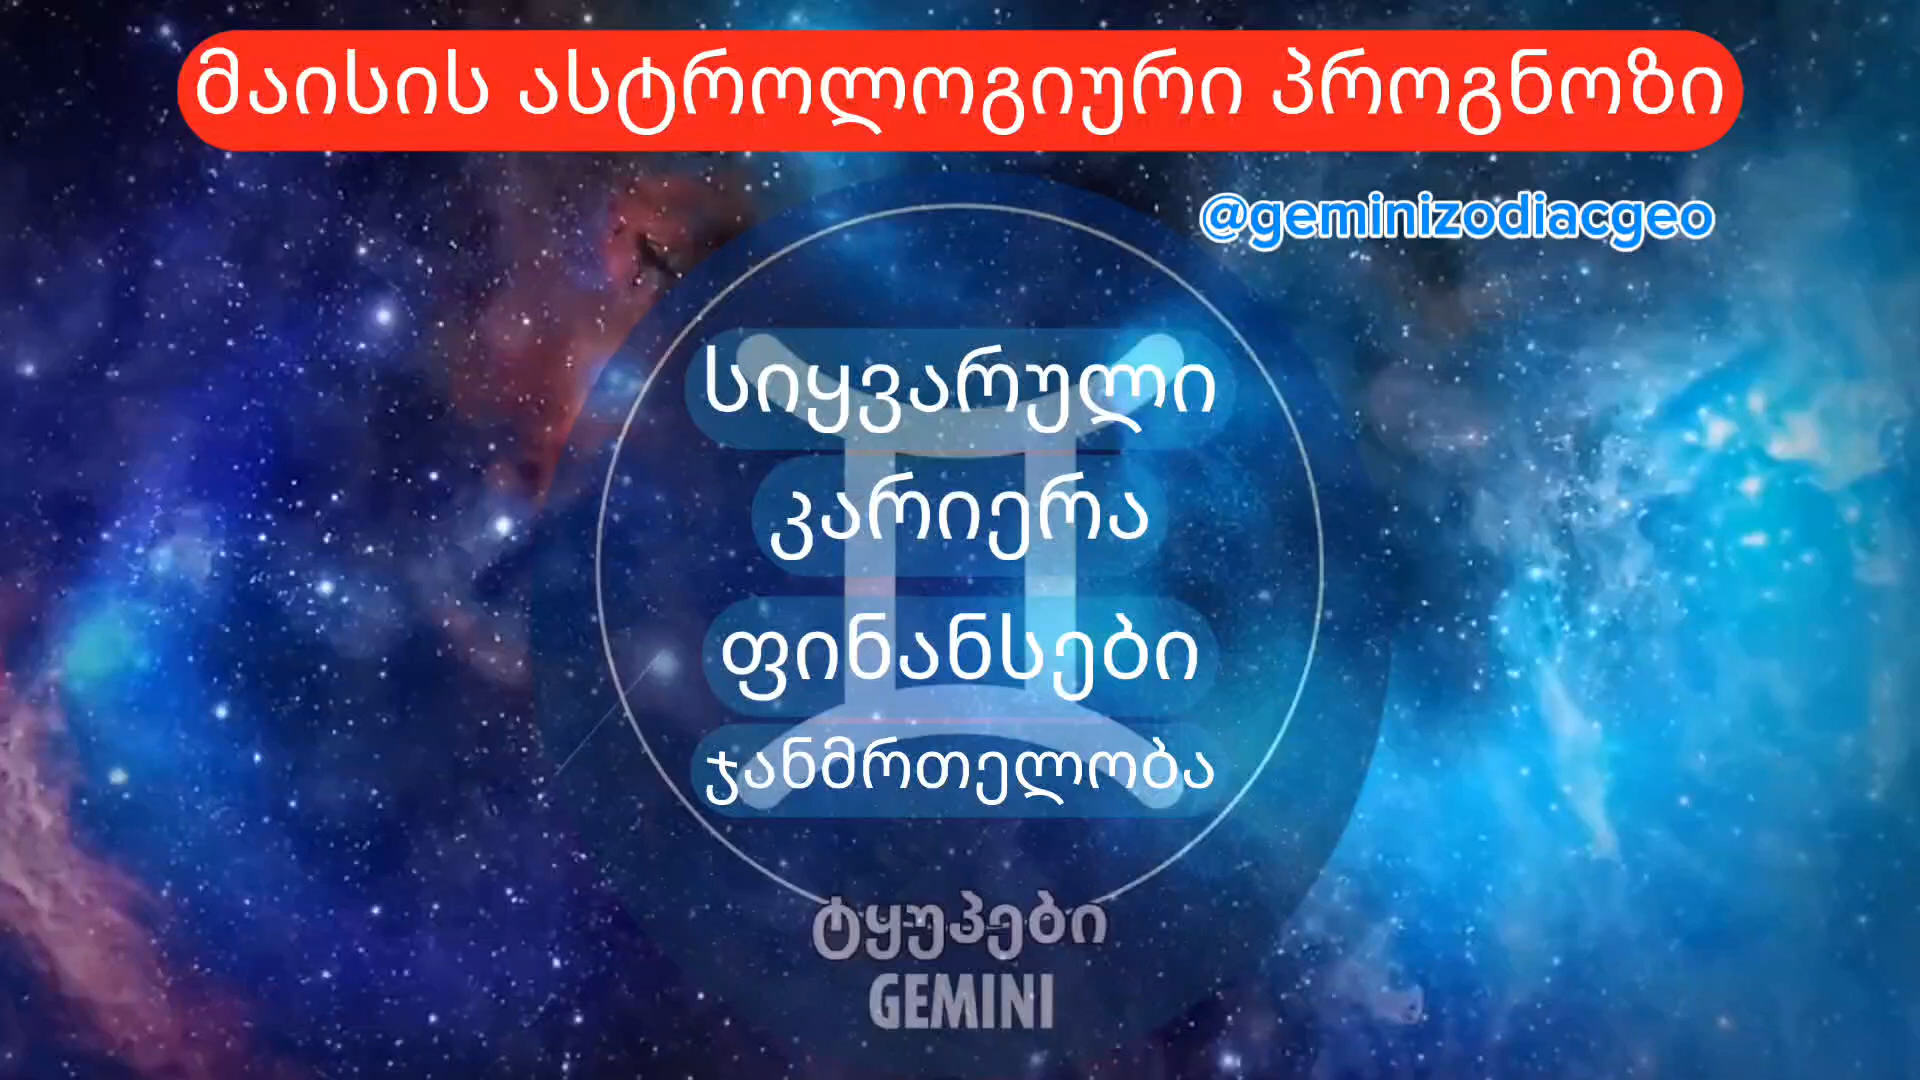 მაისის ასტროლოგიური პროგნოზი
@geminizodiacgeo
სიყვარული
კარიერა
ფინანსები
ჯანმრთელობა
ტყუპები
GEMINI